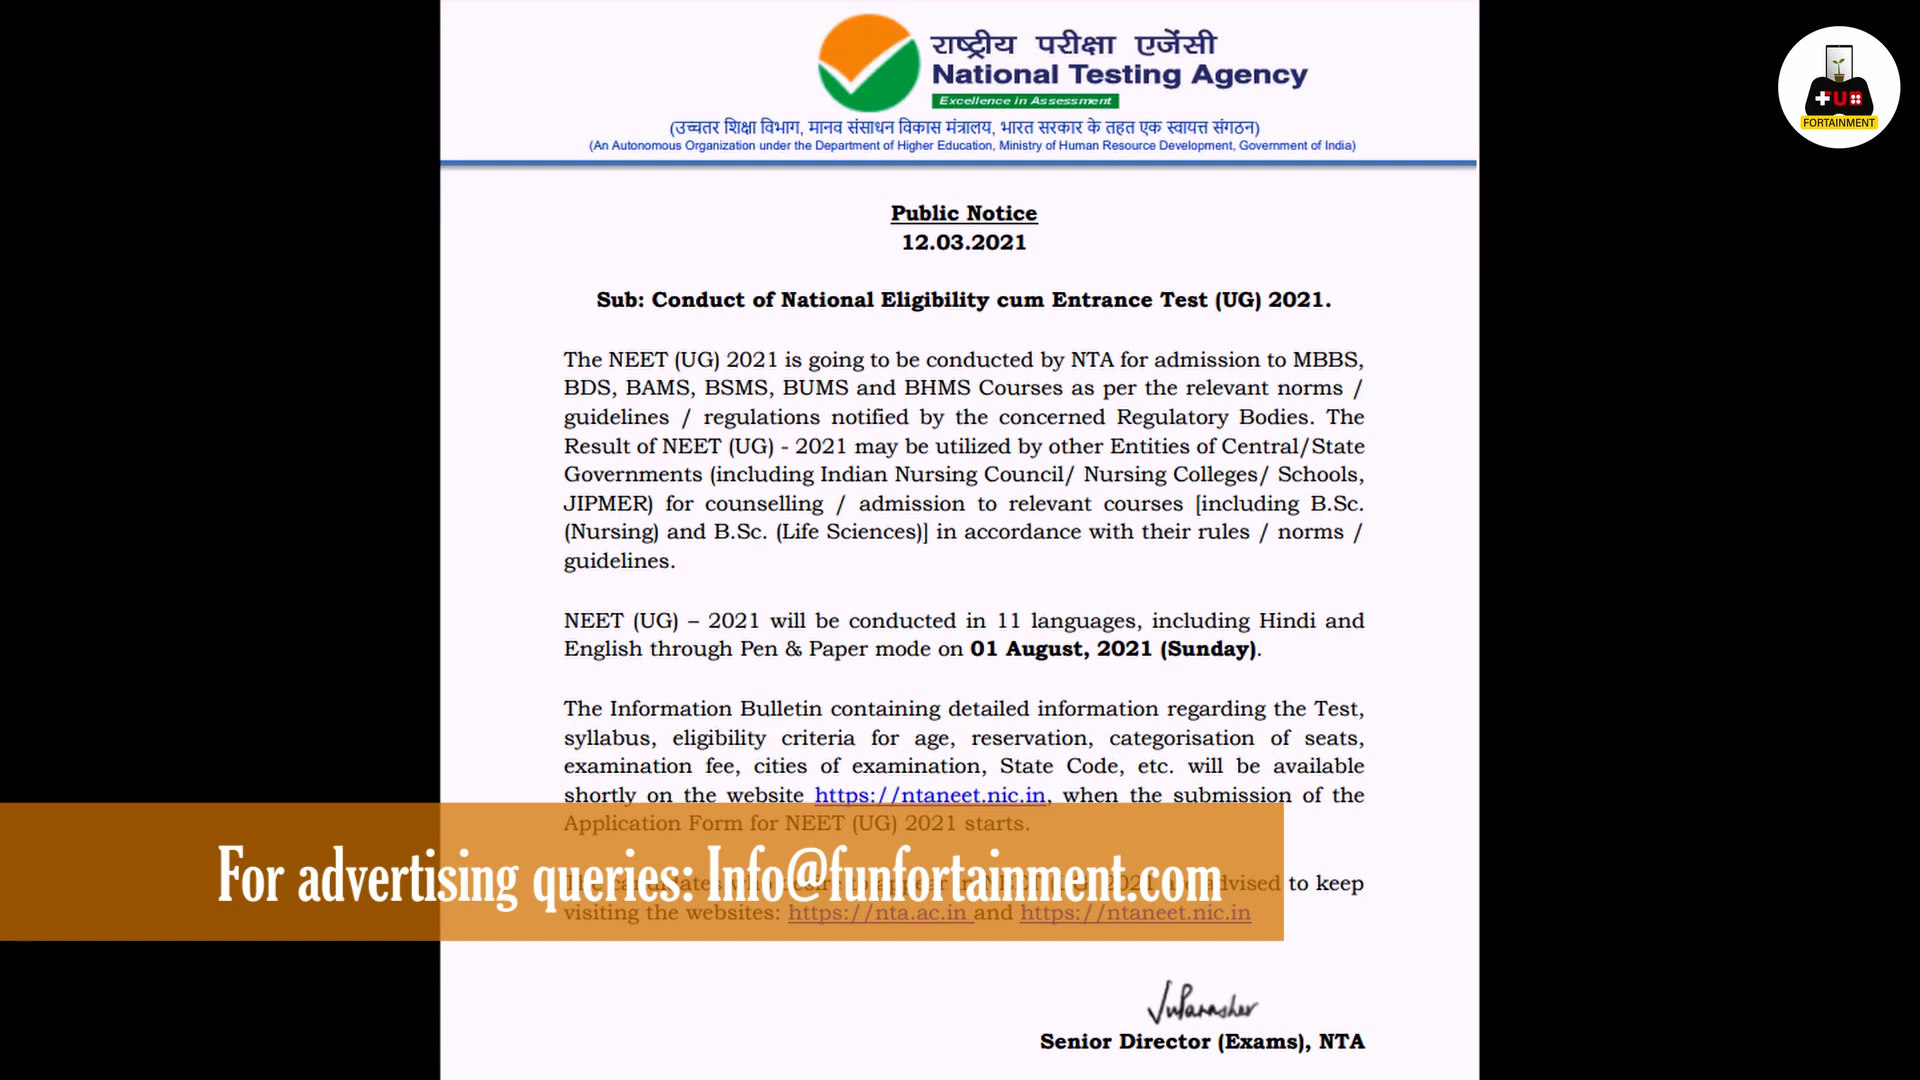 राष्ट्रीय परीक्षा एजेंसी
National Testing Agency
Excellence in Assessment
(उच्चतर शिक्षा विभाग, मानव संसाधन विकास मंत्रालय, भारत सरकार के तहत एक स्वायत्त संगठन)
(An Autonomous Organization under the Department of Higher Education, Ministry of Human Resource Development, Government of India)
FUN
FORTAINMENT
Public Notice
12.03.2021
Sub: Conduct of National Eligibility cum Entrance Test (UG) 2021.
The NEET (UG) 2021 is going to be conducted by NTA for admission to MBBS,
BDS, BAMS, BSMS, BUMS and BHMS Courses as per the relevant norms /
guidelines / regulations notified by the concerned Regulatory Bodies. The
Result of NEET (UG) - 2021 may be utilized by other Entities of Central/State
Governments (including Indian Nursing Council/ Nursing Colleges/ Schools,
JIPMER) for counselling / admission to relevant courses [including B.Sc.
(Nursing) and B.Sc. (Life Sciences)] in accordance with their rules / norms /
guidelines.
NEET (UG) – 2021 will be conducted in 11 languages, including Hindi and
English through Pen & Paper mode on 01 August, 2021 (Sunday).
The Information Bulletin containing detailed information regarding the Test,
syllabus, eligibility criteria for age, reservation, categorisation of seats,
examination fee, cities of examination, State Code, etc. will be available
shortly on the website https://ntaneet.nic.in, when the submission of the
Application Form for NEET (UG) 2021 starts.
For advertising queries: Info@funfortainment.com
advised to keep
visiting the websites: https://nta.ac.in and https://ntaneet.nic.in
Senior Director (Exams), NTA